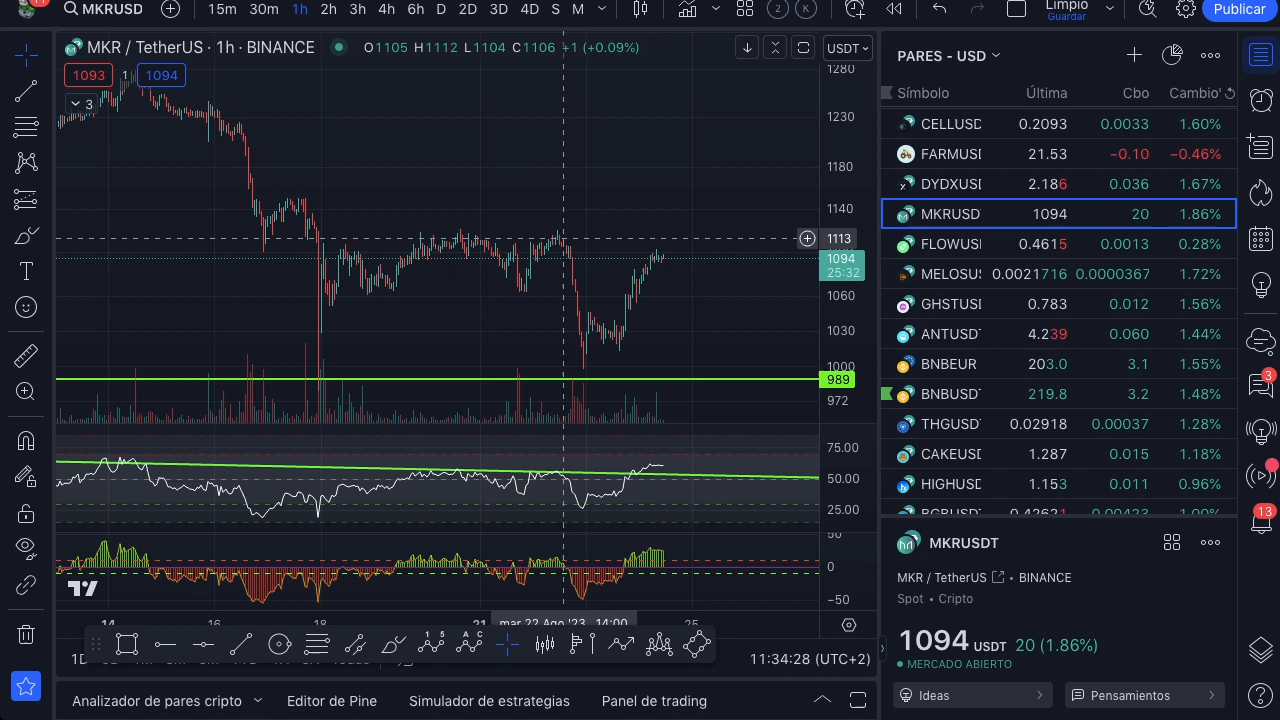 11
MKRUSD 15m 30m 1h 2h 3h 4h 6h D 2D 3D 4D S M Limpio Guardar Publicar
MKR / TetherUS · 1h · BINANCE O1105 H1112 L1104 C1106 +1 (+0.09%) USDT
1093 1 1094
3
1280
1230
1180
1140
1113
1094
25:32
1060
1030
1000
989
972
75.00
50.00
25.00
50
0
−50
14 16 18 21 mar 22 Ago '23 14:00 25
1D
11:34:28 (UTC+2)
Analizador de pares cripto Editor de Pine Simulador de estrategias Panel de trading
PARES - USD
Símbolo Última Cbo Cambio
CELLUSD 0.2093 0.0033 1.60%
FARMUSD 21.53 −0.10 −0.46%
DYDXUSD 2.186 0.036 1.67%
MKRUSD 1094 20 1.86%
FLOWUSD 0.4615 0.0013 0.28%
MELOSUS 0.0021716 0.0000367 1.72%
GHSTUSD 0.783 0.012 1.56%
ANTUSDT 4.239 0.060 1.44%
BNBEUR 203.0 3.1 1.55%
BNBUSDT 219.8 3.2 1.48%
THGUSDT 0.02918 0.00037 1.28%
CAKEUSD 1.287 0.015 1.18%
HIGHUSD 1.153 0.011 0.96%
0.42621 0.00423 1.00%
MKRUSDT
MKR / TetherUS • BINANCE
Spot • Cripto
1094 USDT 20 (1.86%)
MERCADO ABIERTO
Ideas Pensamientos
3
13